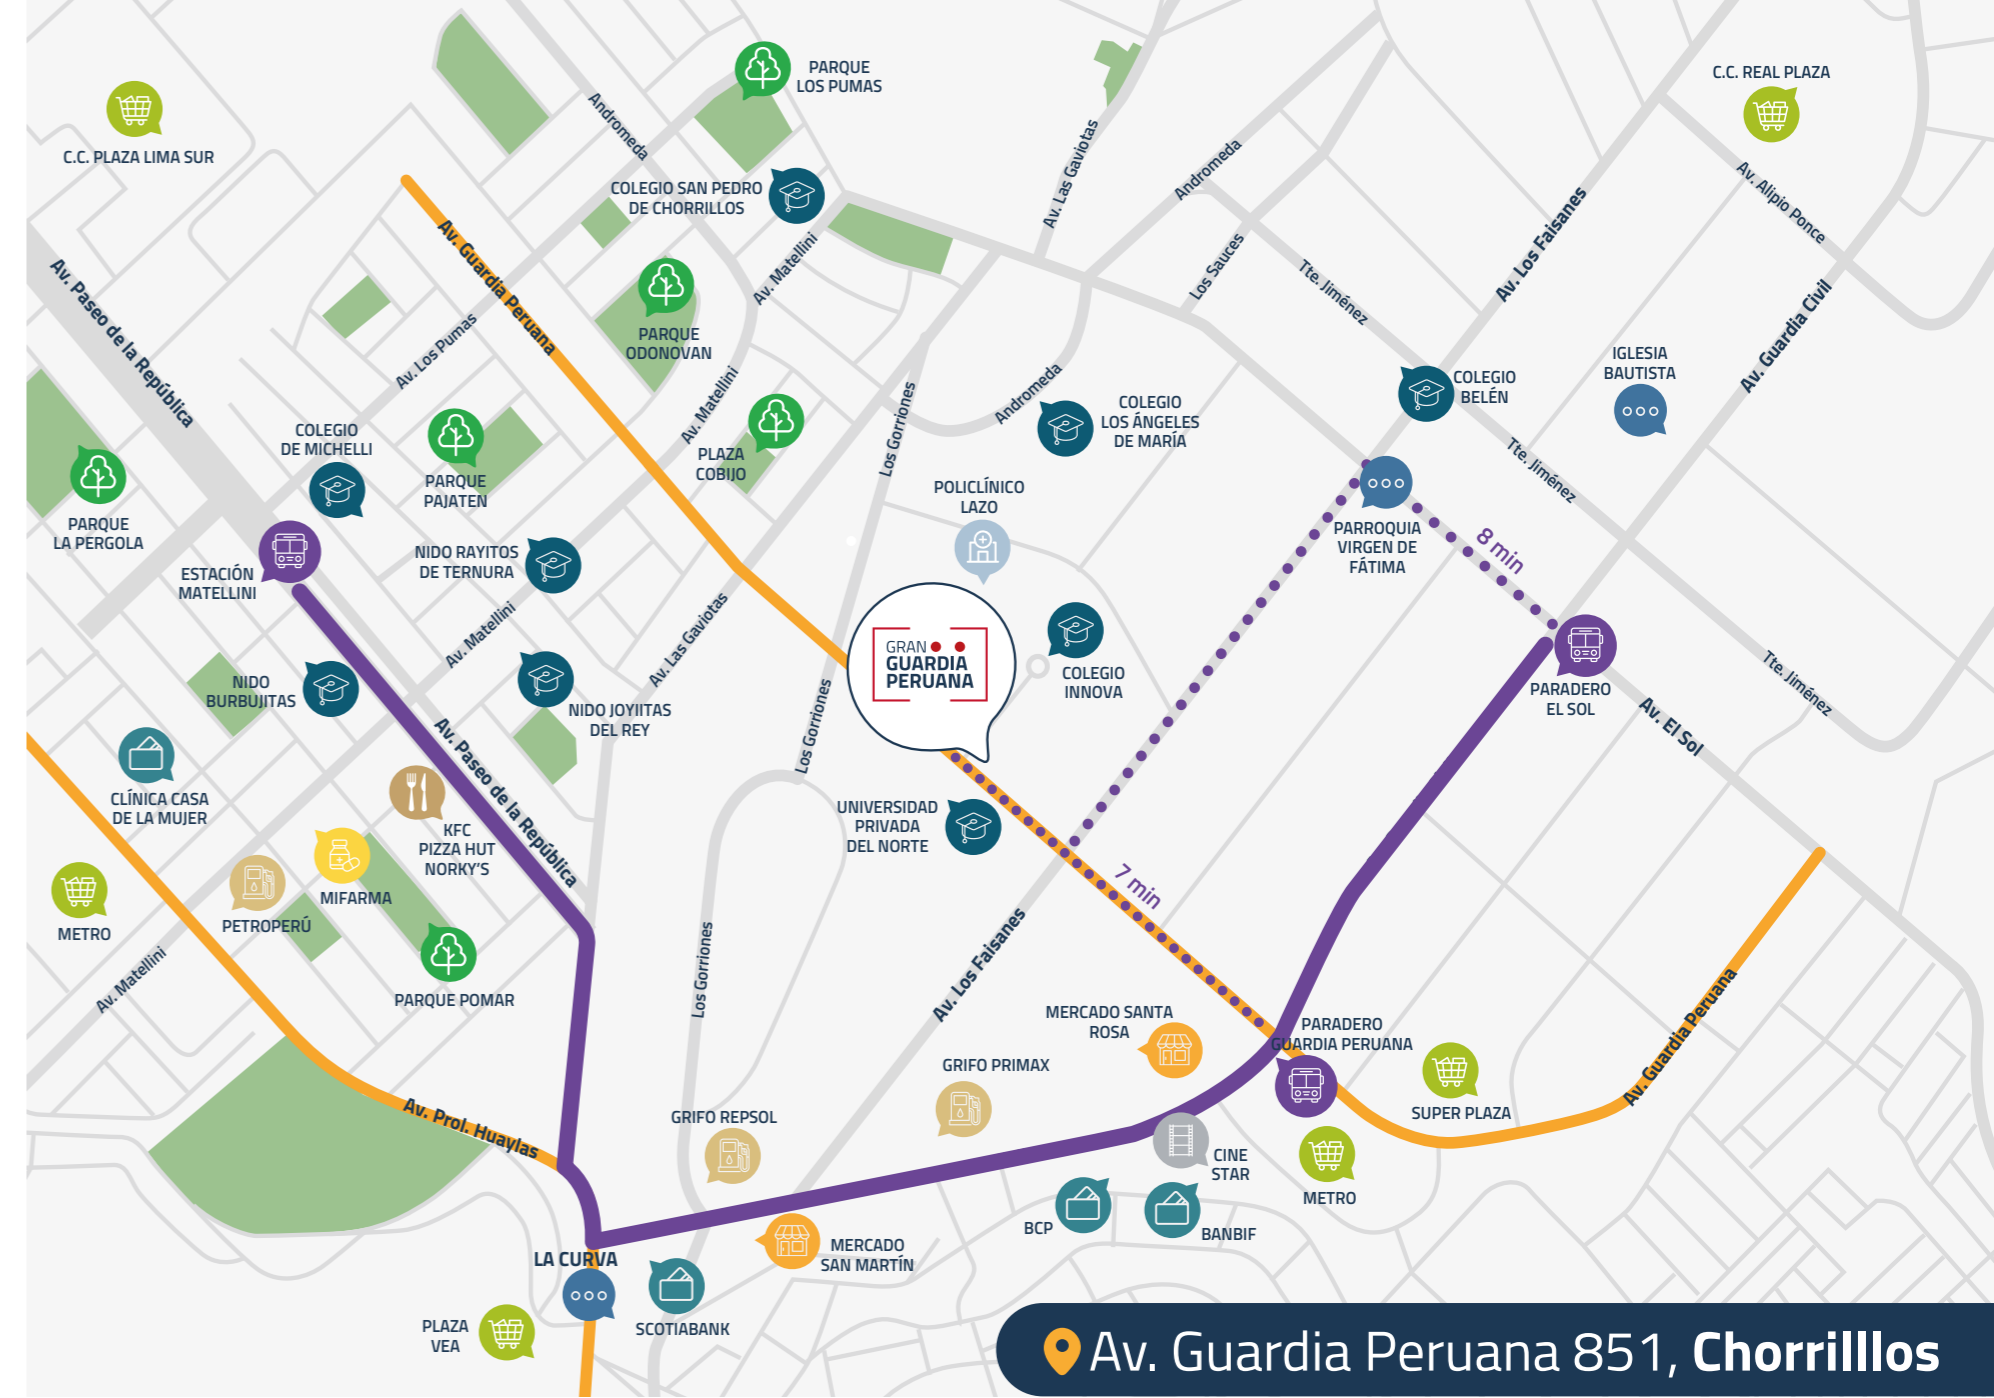 PARQUE
LOS PUMAS
C.C. REAL PLAZA
C.C. PLAZA LIMA SUR
Andromeda
Av. Las Gaviotas
Andromeda
Av. Alipio Ponce
COLEGIO SAN PEDRO
DE CHORRILLOS
Av. Guardia Peruana
Av. Matellini
Los Sauces
Av. Los Faisanes
Tte. Jiménez
Av. Paseo de la República
Av. Los Pumas
PARQUE
ODONOVAN
Av. Guardia Civil
IGLESIA
BAUTISTA
COLEGIO
BELÉN
Av. Matellini
Andromeda
Los Gorriones
COLEGIO
LOS ÁNGELES
DE MARÍA
COLEGIO
DE MICHELLI
PLAZA
COBIJO
PARQUE
PAJATEN
POLICLÍNICO
LAZO
Tte. Jiménez
PARQUE
LA PERGOLA
PARROQUIA
VIRGEN DE
FÁTIMA
8 min
NIDO RAYITOS
DE TERNURA
ESTACIÓN
MATELLINI
Av. Matellini
Av. Las Gaviotas
GRAN
GUARDIA
PERUANA
COLEGIO
INNOVA
PARADERO
EL SOL
Tte. Jiménez
NIDO
BURBUJITAS
NIDO JOYIITAS
DEL REY
Los Gorriones
Av. El Sol
Av. Paseo de la República
CLÍNICA CASA
DE LA MUJER
UNIVERSIDAD
PRIVADA
DEL NORTE
KFC
PIZZA HUT
NORKY'S
7 min
MIFARMA
PETROPERÚ
METRO
Av. Matellini
Los Gorriones
Av. Los Faisanes
PARQUE POMAR
MERCADO SANTA
ROSA
PARADERO
GUARDIA PERUANA
Av. Guardia Peruana
GRIFO PRIMAX
Av. Prol. Huaylas
GRIFO REPSOL
SUPER PLAZA
CINE
STAR
METRO
BCP
BANBIF
MERCADO
SAN MARTÍN
LA CURVA
PLAZA
VEA
SCOTIABANK
Av. Guardia Peruana 851, Chorrilllos